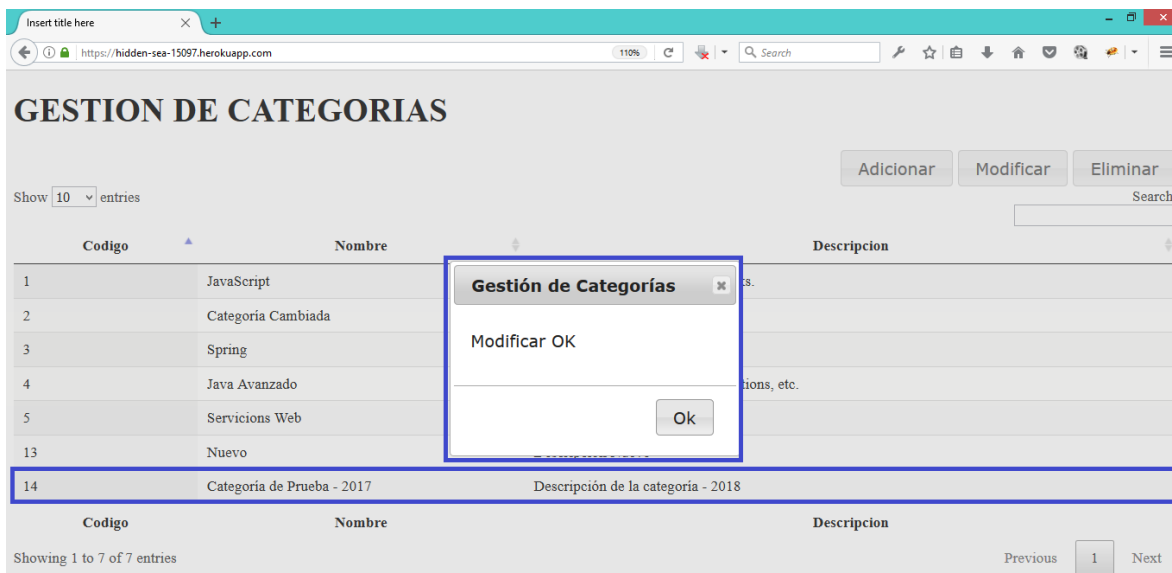 Insert title here
https://hidden-sea-15097.herokuapp.com 110% Search
GESTION DE CATEGORIAS
Adicionar Modificar Eliminar
Show 10 entries Search
Codigo Nombre Descripcion
1 JavaScript ts.
2 Categoría Cambiada
3 Spring
4 Java Avanzado tions, etc.
5 Servicions Web
13 Nuevo
14 Categoría de Prueba - 2017 Descripción de la categoría - 2018
Gestión de Categorías
Modificar OK
Ok
Codigo Nombre Descripcion
Showing 1 to 7 of 7 entries Previous 1 Next